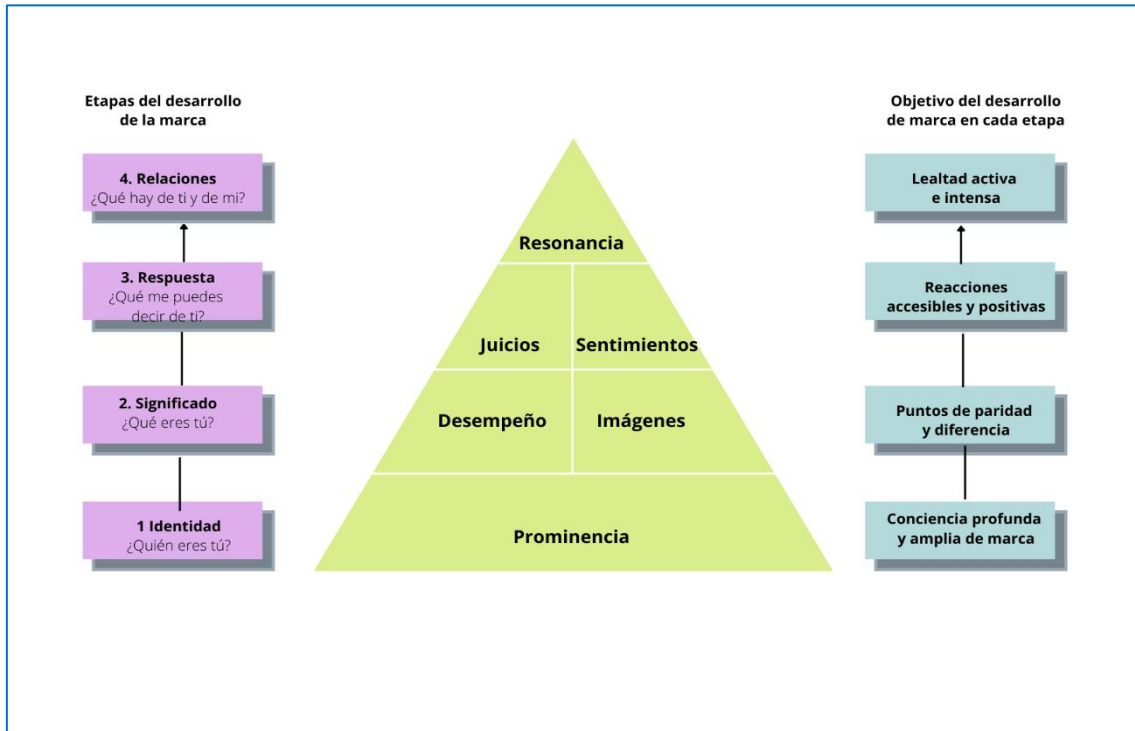 Etapas del desarrollo
de la marca
4. Relaciones
¿Qué hay de ti y de mi?
3. Respuesta
¿Qué me puedes
decir de ti?
2. Significado
¿Qué eres tú?
1 Identidad
¿Quién eres tú?
Resonancia
Juicios
Sentimientos
Desempeño
Imágenes
Prominencia
Objetivo del desarrollo
de marca en cada etapa
Lealtad activa
e intensa
Reacciones
accesibles y positivas
Puntos de paridad
y diferencia
Conciencia profunda
y amplia de marca